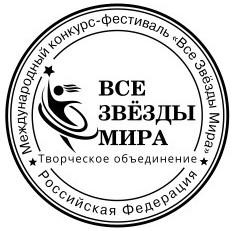 Международный конкурс-фестиваль «Все Звёзды Мира»
ВСЕ
ЗВЁЗДЫ
МИРА
Творческое объединение
Российская Федерация